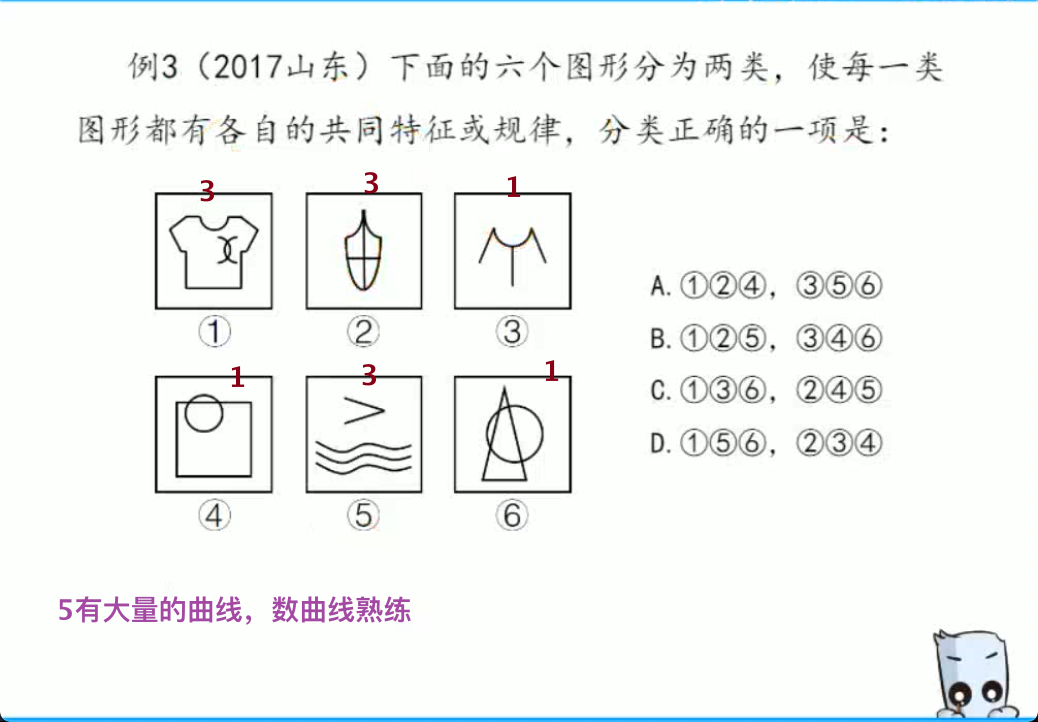 例3（2017山东）下面的六个图形分为两类，使每一类
图形都有各自的共同特征或规律，分类正确的一项是：
3 3 1
① ② ③
1 3 1
④ ⑤ ⑥
A. ①②④，③⑤⑥
B. ①②⑤，③④⑥
C. ①③⑥，②④⑤
D. ①⑤⑥，②③④
5有大量的曲线，数曲线熟练